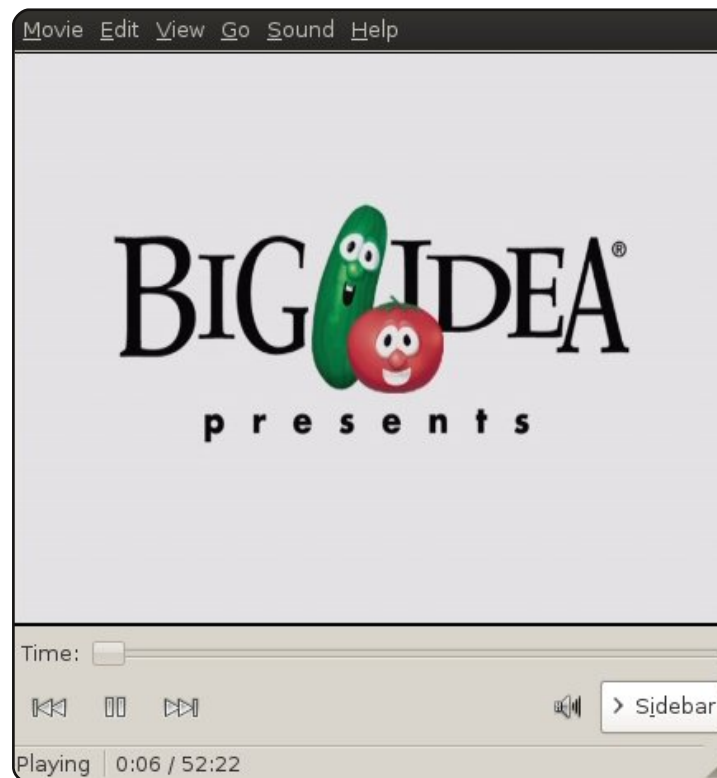 Movie Edit View Go Sound Help
BIG IDEA®
presents
Time:
> Sidebar
Playing 0:06 / 52:22